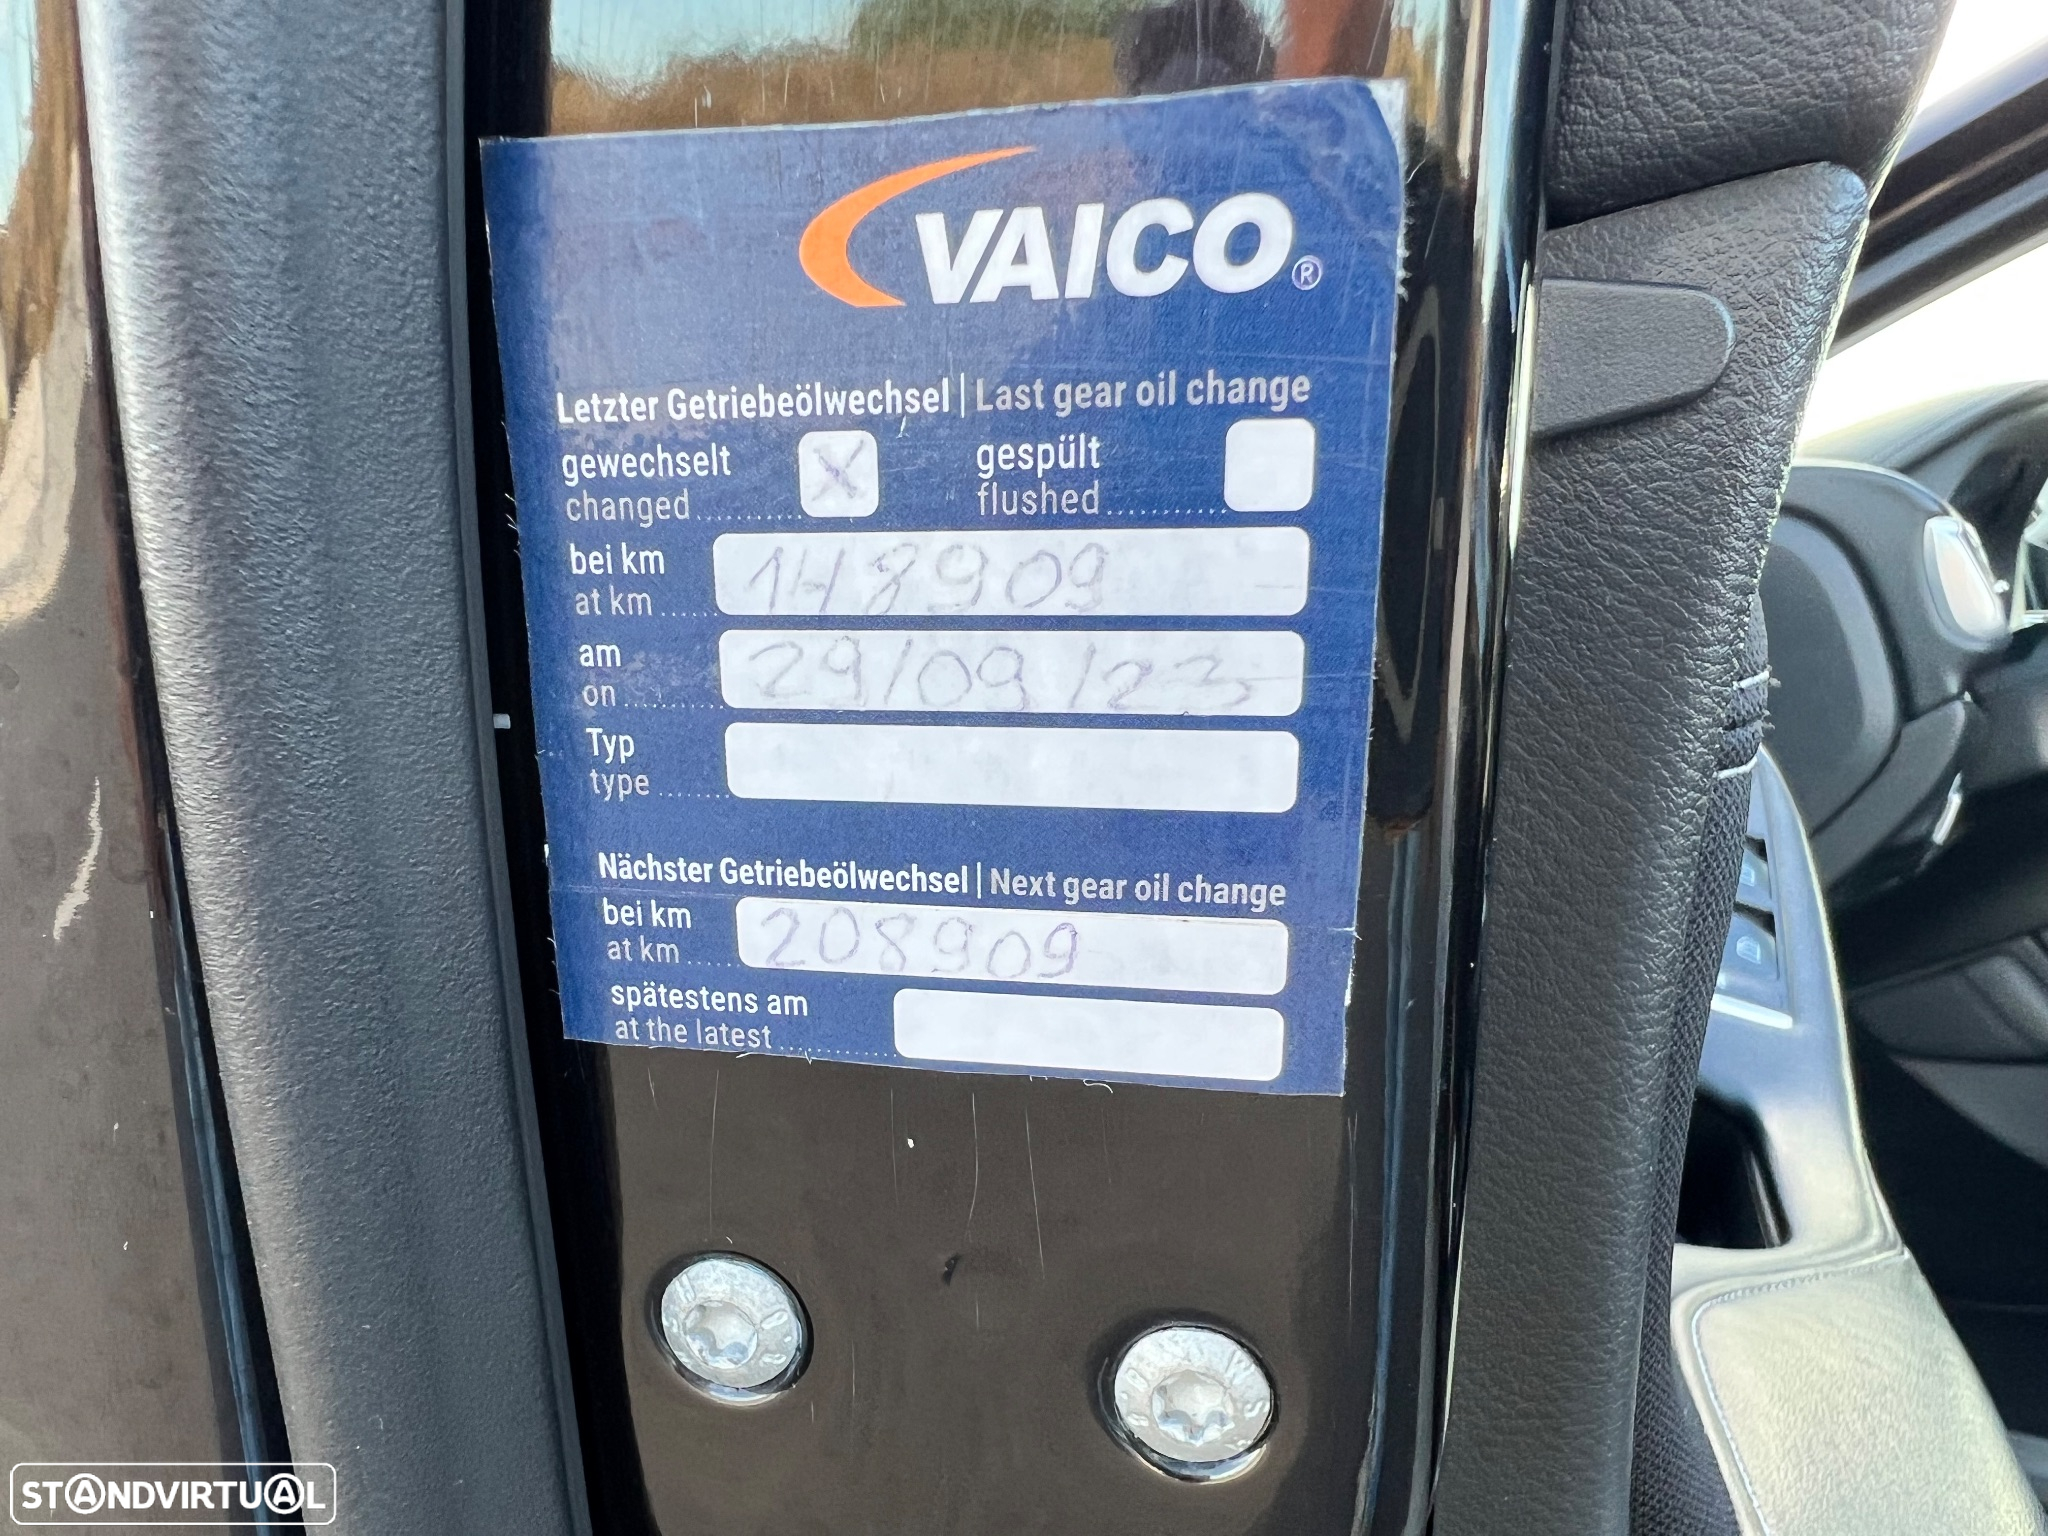 VAICO®
Letzter Getriebeölwechsel | Last gear oil change
gewechselt X gespült
changed flushed
bei km 148909
at km
am 29/09/23
on
Typ
type
Nächster Getriebeölwechsel | Next gear oil change
bei km 208909
at km
spätestens am
at the latest
STANDVIRTUAL